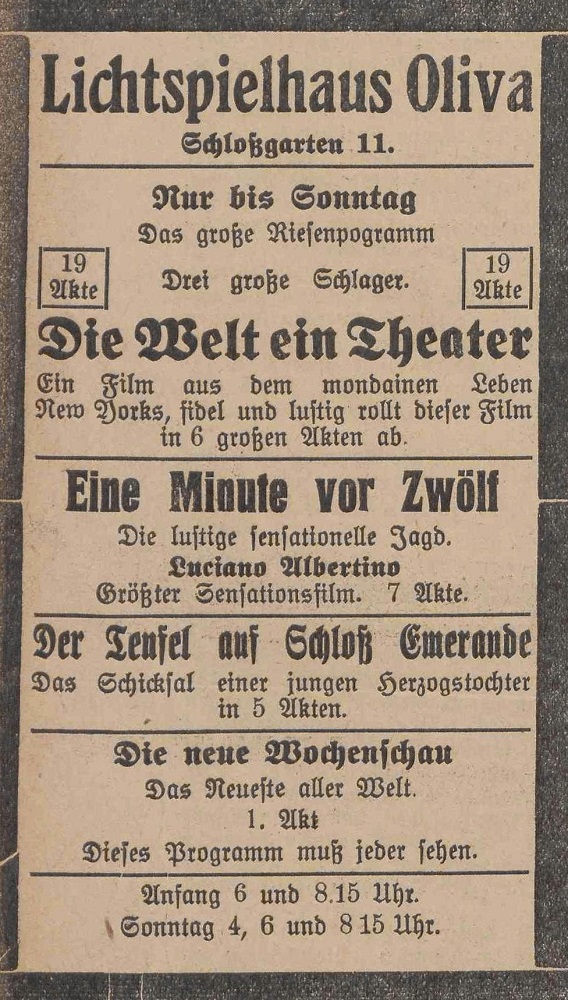 Lichtspielhaus Oliva
Schloßgarten 11.
Nur bis Sonntag
Das große Riesenpogramm
19 Akte
Drei große Schlager.
19 Akte
Die Welt ein Theater
Ein Film aus dem mondainen Leben
New Yorks, fidel und lustig rollt dieser Film
in 6 großen Akten ab.
Eine Minute vor Zwölf
Die lustige sensationelle Jagd.
Luciano Albertino
Größter Sensationsfilm. 7 Akte.
Der Teufel auf Schloß Emerande
Das Schicksal einer jungen Herzogstochter
in 5 Akten.
Die neue Wochenschau
Das Neueste aller Welt.
1. Akt
Dieses Programm muß jeder sehen.
Anfang 6 und 8.15 Uhr.
Sonntag 4, 6 und 8 15 Uhr.